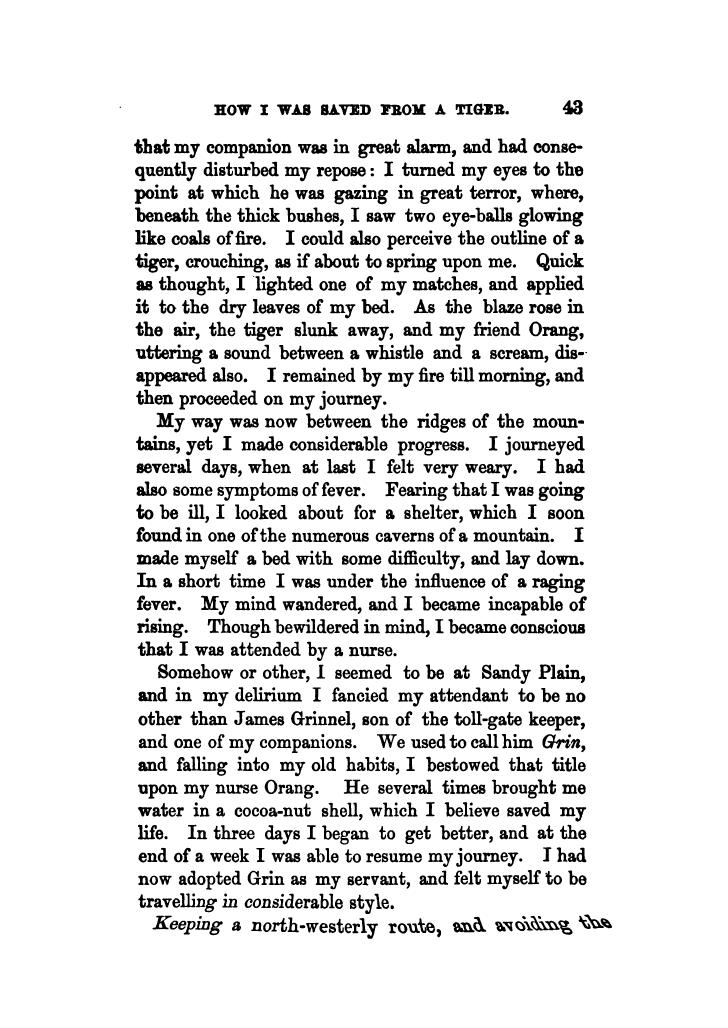 HOW I WAS SAVED FROM A TIGER. 43
that my companion was in great alarm, and had conse-
quently disturbed my repose: I turned my eyes to the
point at which he was gazing in great terror, where,
beneath the thick bushes, I saw two eye-balls glowing
like coals of fire. I could also perceive the outline of a
tiger, crouching, as if about to spring upon me. Quick
as thought, I lighted one of my matches, and applied
it to the dry leaves of my bed. As the blaze rose in
the air, the tiger slunk away, and my friend Orang,
uttering a sound between a whistle and a scream, dis-
appeared also. I remained by my fire till morning, and
then proceeded on my journey.
My way was now between the ridges of the moun-
tains, yet I made considerable progress. I journeyed
several days, when at last I felt very weary. I had
also some symptoms of fever. Fearing that I was going
to be ill, I looked about for a shelter, which I soon
found in one of the numerous caverns of a mountain. I
made myself a bed with some difficulty, and lay down.
In a short time I was under the influence of a raging
fever. My mind wandered, and I became incapable of
rising. Though bewildered in mind, I became conscious
that I was attended by a nurse.
Somehow or other, I seemed to be at Sandy Plain,
and in my delirium I fancied my attendant to be no
other than James Grinnel, son of the toll-gate keeper,
and one of my companions. We used to call him Grin,
and falling into my old habits, I bestowed that title
upon my nurse Orang. He several times brought me
water in a cocoa-nut shell, which I believe saved my
life. In three days I began to get better, and at the
end of a week I was able to resume my journey. I had
now adopted Grin as my servant, and felt myself to be
travelling in considerable style.
Keeping a north-westerly route, and avoiding the